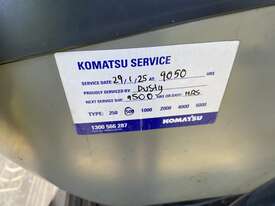 KOMATSU SERVICE
SERVICE DATE 29,1,25 AT 9050 HRS
PROUDLY SERVICED BY Dusty
NEXT SERVICE DUE 9500 HRS
TYPE: 250 500 1000 2000 4000
1300 566 287
KOMATSU